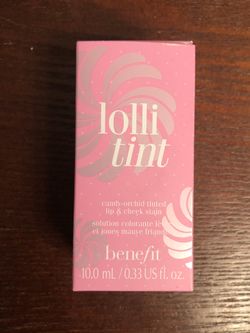 lolli
tint
candy-orchid tinted
lip & cheek stain
solution colorante
et joues mauve
benefit
10.0 mL / 0.33 US fl. oz.